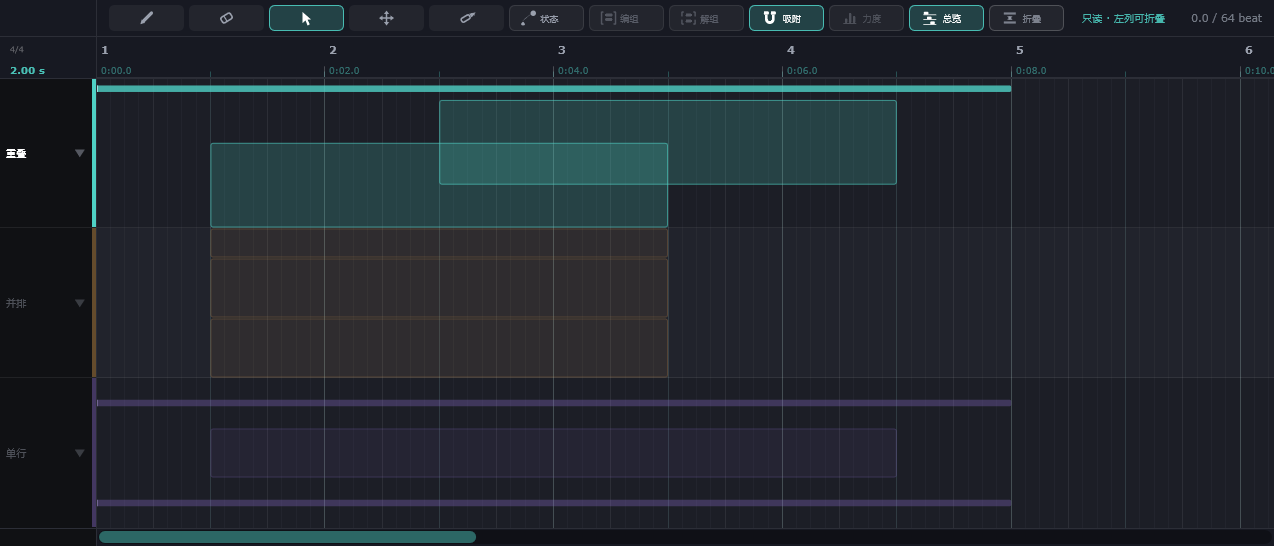 状态 编组 解组 吸附 力度 总览 折叠 只读・左列可折叠 0.0 / 64 beat
4/4 1 2 3 4 5 6
2.00 s 0:00.0 0:02.0 0:04.0 0:06.0 0:08.0 0:10.0
重叠
并排
单行